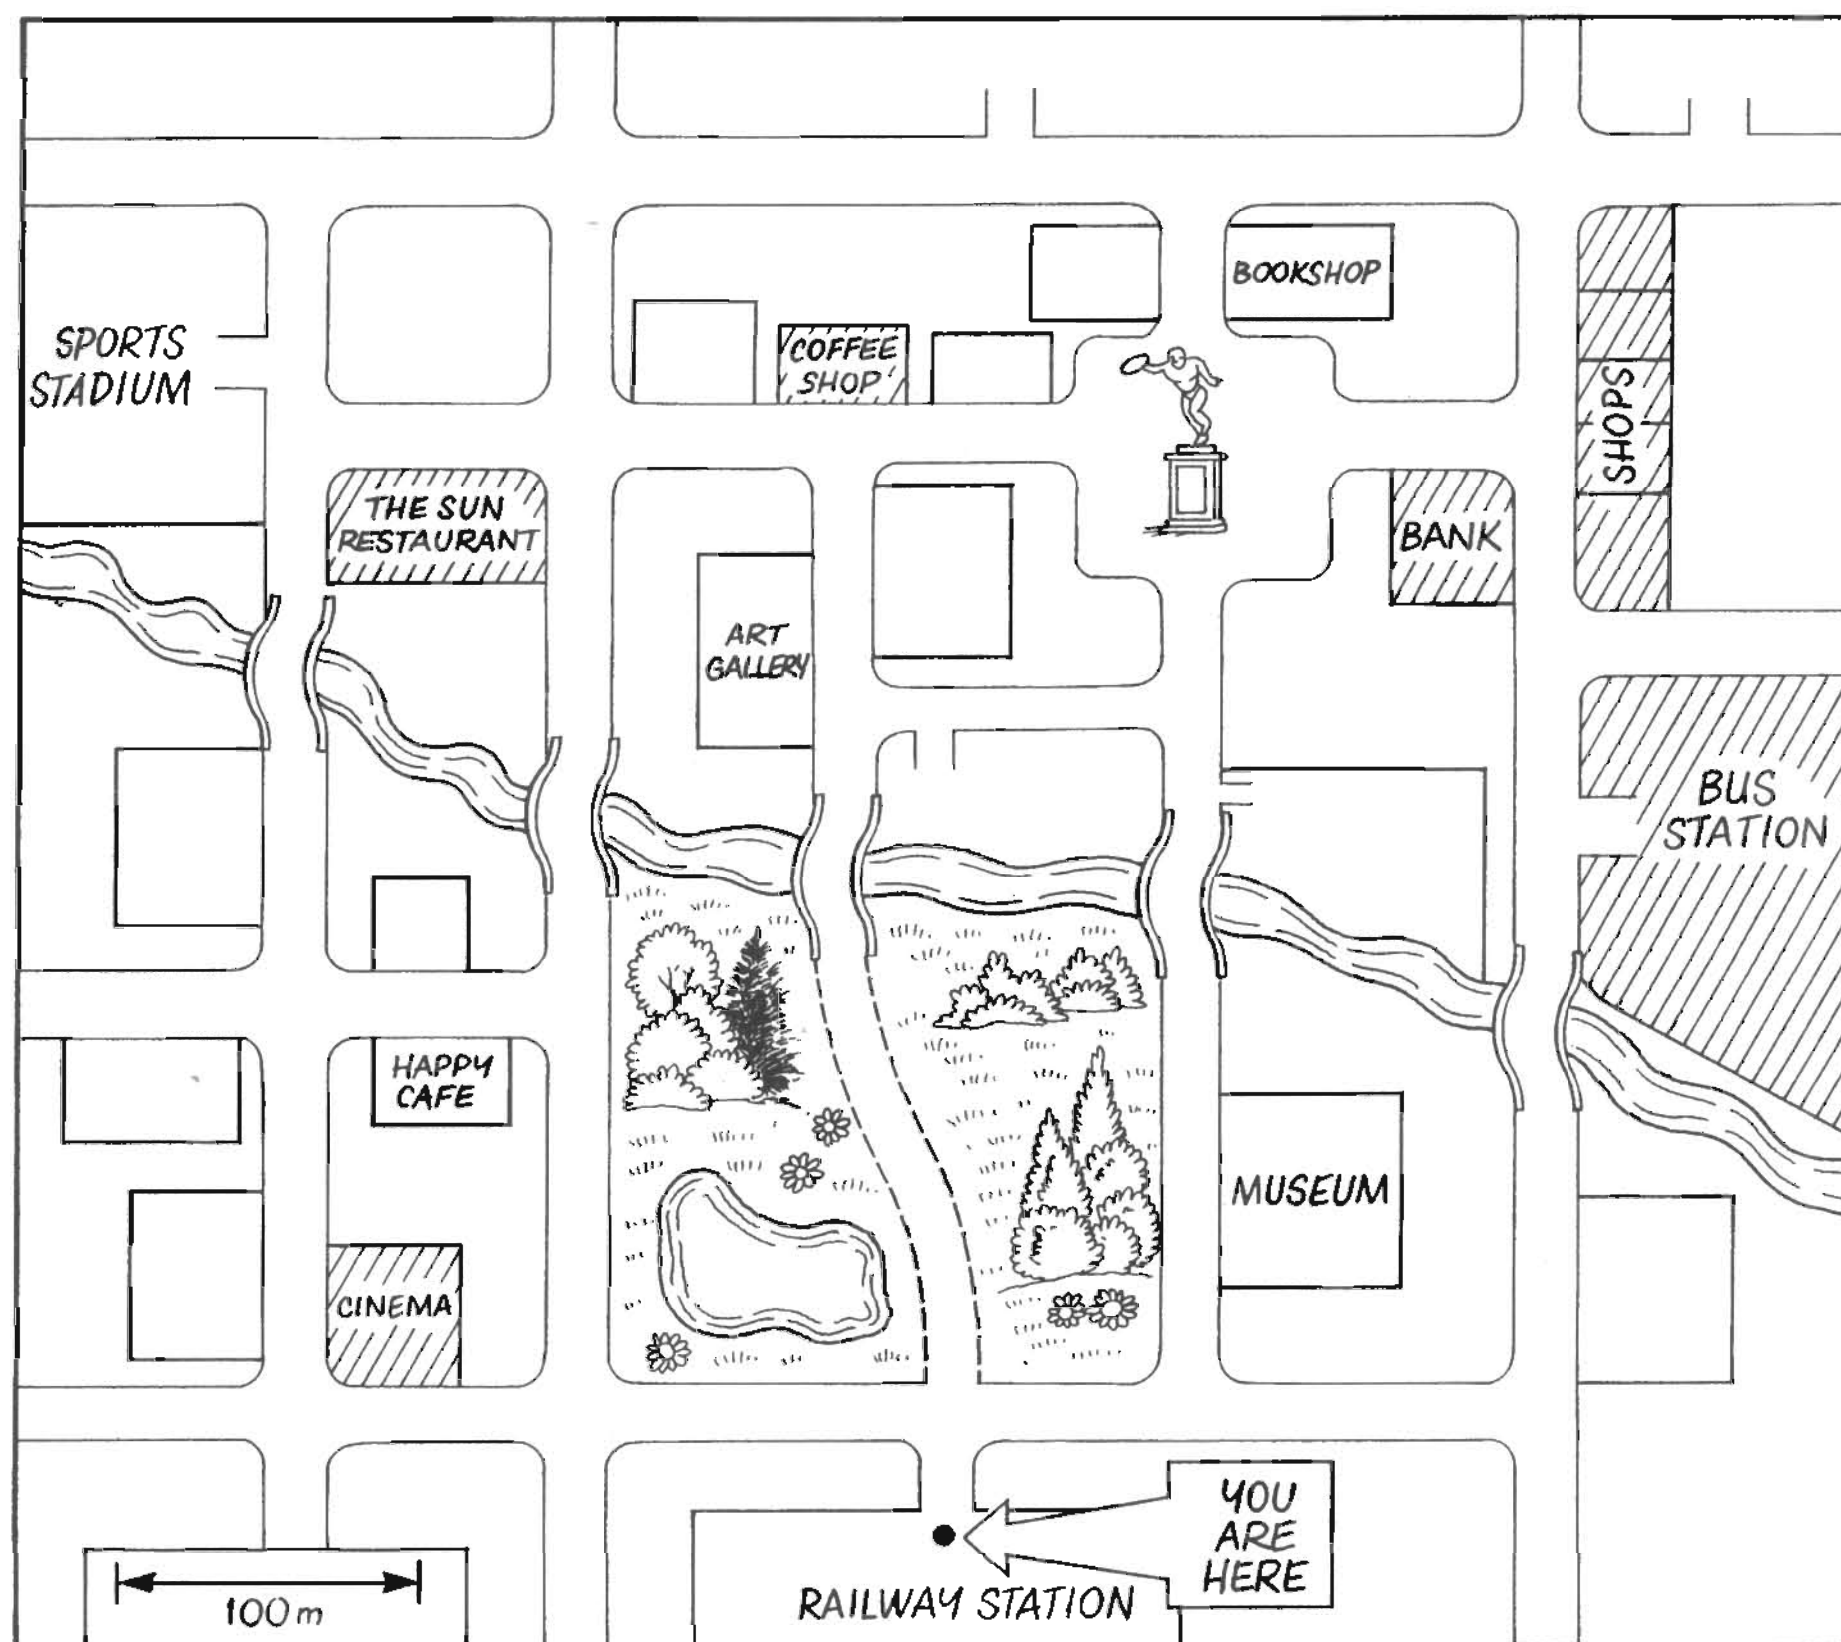 BOOKSHOP
SPORTS
STADIUM
COFFEE
SHOP
SHOPS
THE SUN
RESTAURANT
BANK
ART
GALLERY
BUS
STATION
HAPPY
CAFE
MUSEUM
CINEMA
YOU
ARE
HERE
RAILWAY STATION
100m